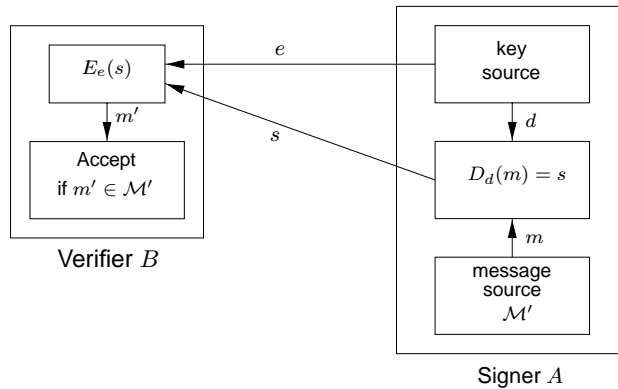 E_e(s)
m′
Accept
if m′ ∈ ℳ′
Verifier B
e
s
key
source
d
D_d(m) = s
m
message
source
ℳ′
Signer A